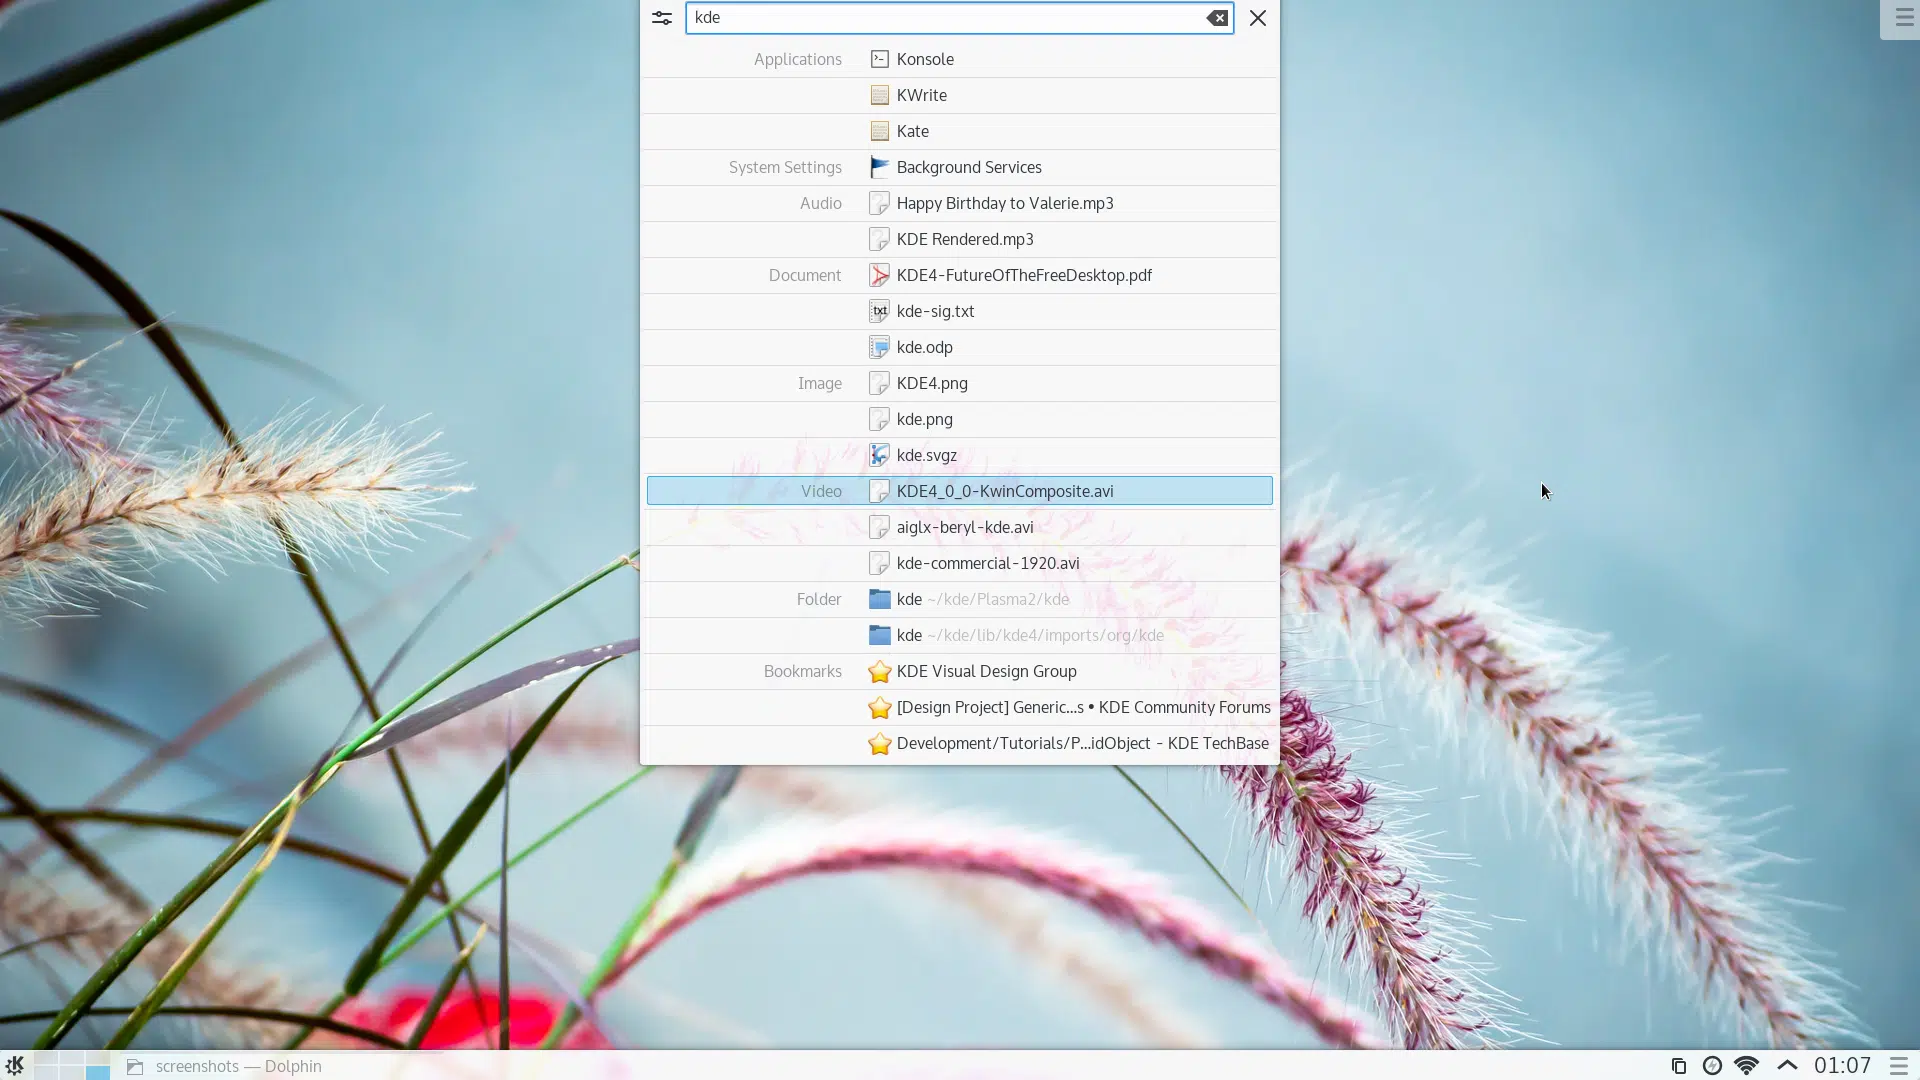 kde
Applications Konsole
KWrite
Kate
System Settings Background Services
Audio Happy Birthday to Valerie.mp3
KDE Rendered.mp3
Document KDE4-FutureOfTheFreeDesktop.pdf
txt kde-sig.txt
kde.odp
Image KDE4.png
kde.png
kde.svgz
Video KDE4_0_0-KwinComposite.avi
aiglx-beryl-kde.avi
kde-commercial-1920.avi
Folder kde ~/kde/Plasma2/kde
kde ~/kde/lib/kde4/imports/org/kde
Bookmarks KDE Visual Design Group
[Design Project] Generic...s • KDE Community Forums
Development/Tutorials/P...idObject - KDE TechBase
screenshots — Dolphin 01:07